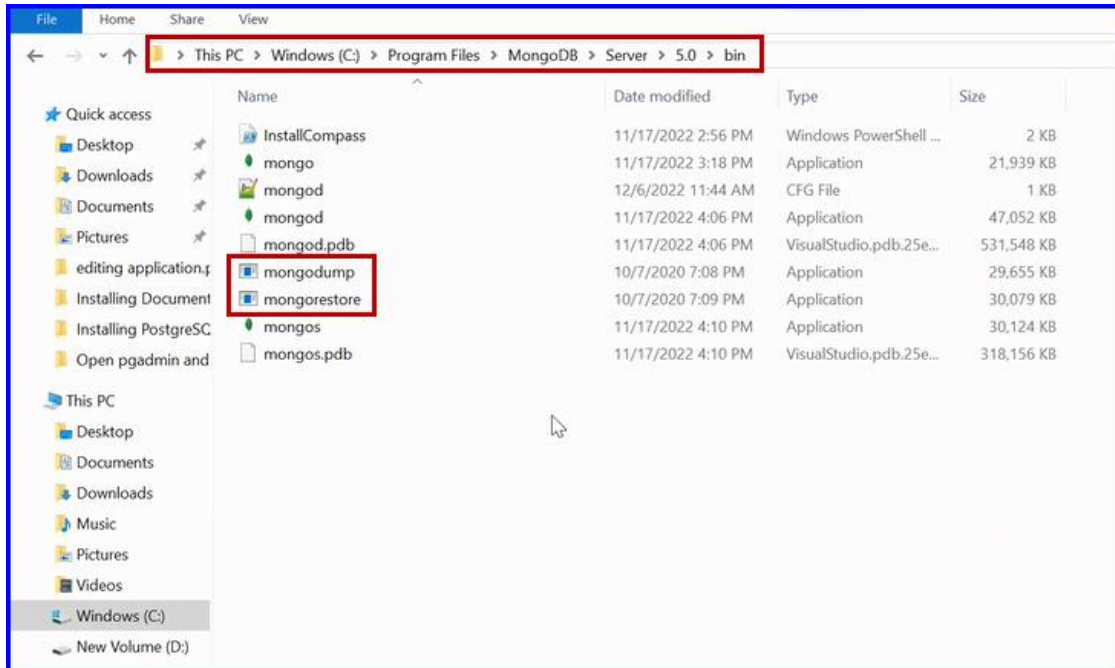 File Home Share View
This PC > Windows (C:) > Program Files > MongoDB > Server > 5.0 > bin
Name Date modified Type Size
Quick access
Desktop
Downloads
Documents
Pictures
editing application.p
Installing Document
Installing PostgreSQ
Open pgadmin and
This PC
Desktop
Documents
Downloads
Music
Pictures
Videos
Windows (C:)
New Volume (D:)
InstallCompass 11/17/2022 2:56 PM Windows PowerShell ... 2 KB
mongo 11/17/2022 3:18 PM Application 21,939 KB
mongod 12/6/2022 11:44 AM CFG File 1 KB
mongod 11/17/2022 4:06 PM Application 47,052 KB
mongod.pdb 11/17/2022 4:06 PM VisualStudio.pdb.25e... 531,548 KB
mongodump 10/7/2020 7:08 PM Application 29,655 KB
mongorestore 10/7/2020 7:09 PM Application 30,079 KB
mongos 11/17/2022 4:10 PM Application 30,124 KB
mongos.pdb 11/17/2022 4:10 PM VisualStudio.pdb.25e... 318,156 KB